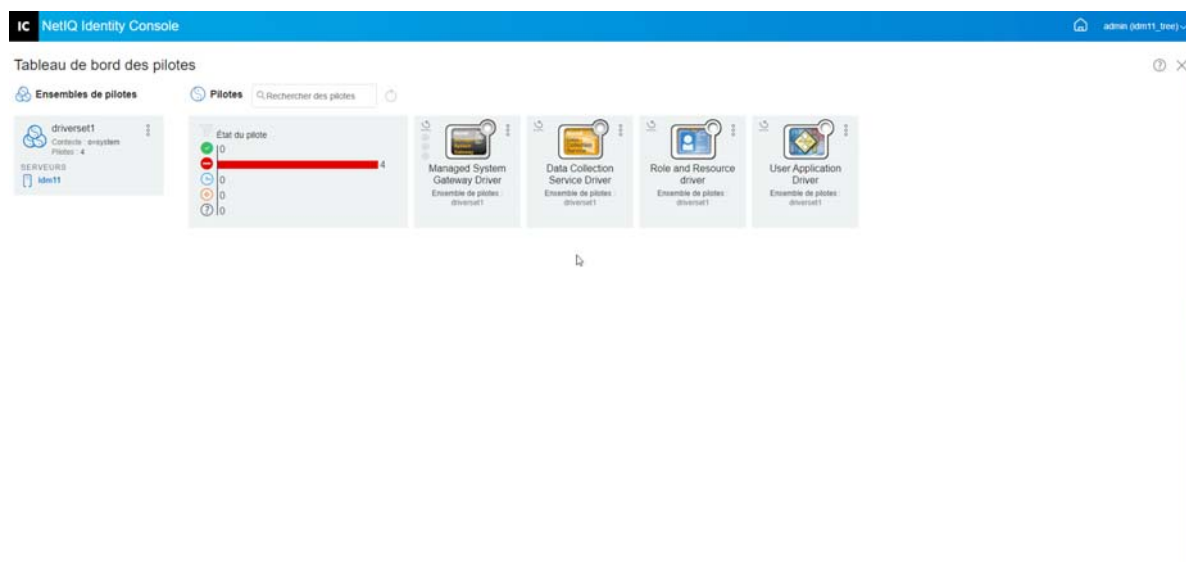 IC NetIQ Identity Console
admin (idm11_tree)
Tableau de bord des pilotes
Ensembles de pilotes
Pilotes
Rechercher des pilotes
driverset1
Contexte : o=system
Pilotes : 4
SERVEURS
idm11
État du pilote
0
4
0
0
0
Managed System
Gateway Driver
Ensemble de pilotes :
driverset1
Data Collection
Service Driver
Ensemble de pilotes :
driverset1
Role and Resource
driver
Ensemble de pilotes :
driverset1
User Application
Driver
Ensemble de pilotes :
driverset1